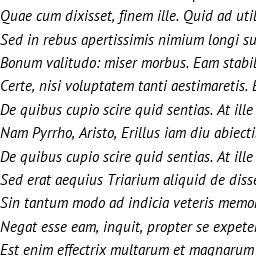 Quae cum dixisset, finem ille. Quid ad util
Sed in rebus apertissimis nimium longi su
Bonum valitudo: miser morbus. Eam stabil
Certe, nisi voluptatem tanti aestimaretis.
De quibus cupio scire quid sentias. At ille
Nam Pyrrho, Aristo, Erillus iam diu abiecti
De quibus cupio scire quid sentias. At ille
Sed erat aequius Triarium aliquid de disse
Sin tantum modo ad indicia veteris memo
Negat esse eam, inquit, propter se expete
Est enim effectrix multarum et magnarum